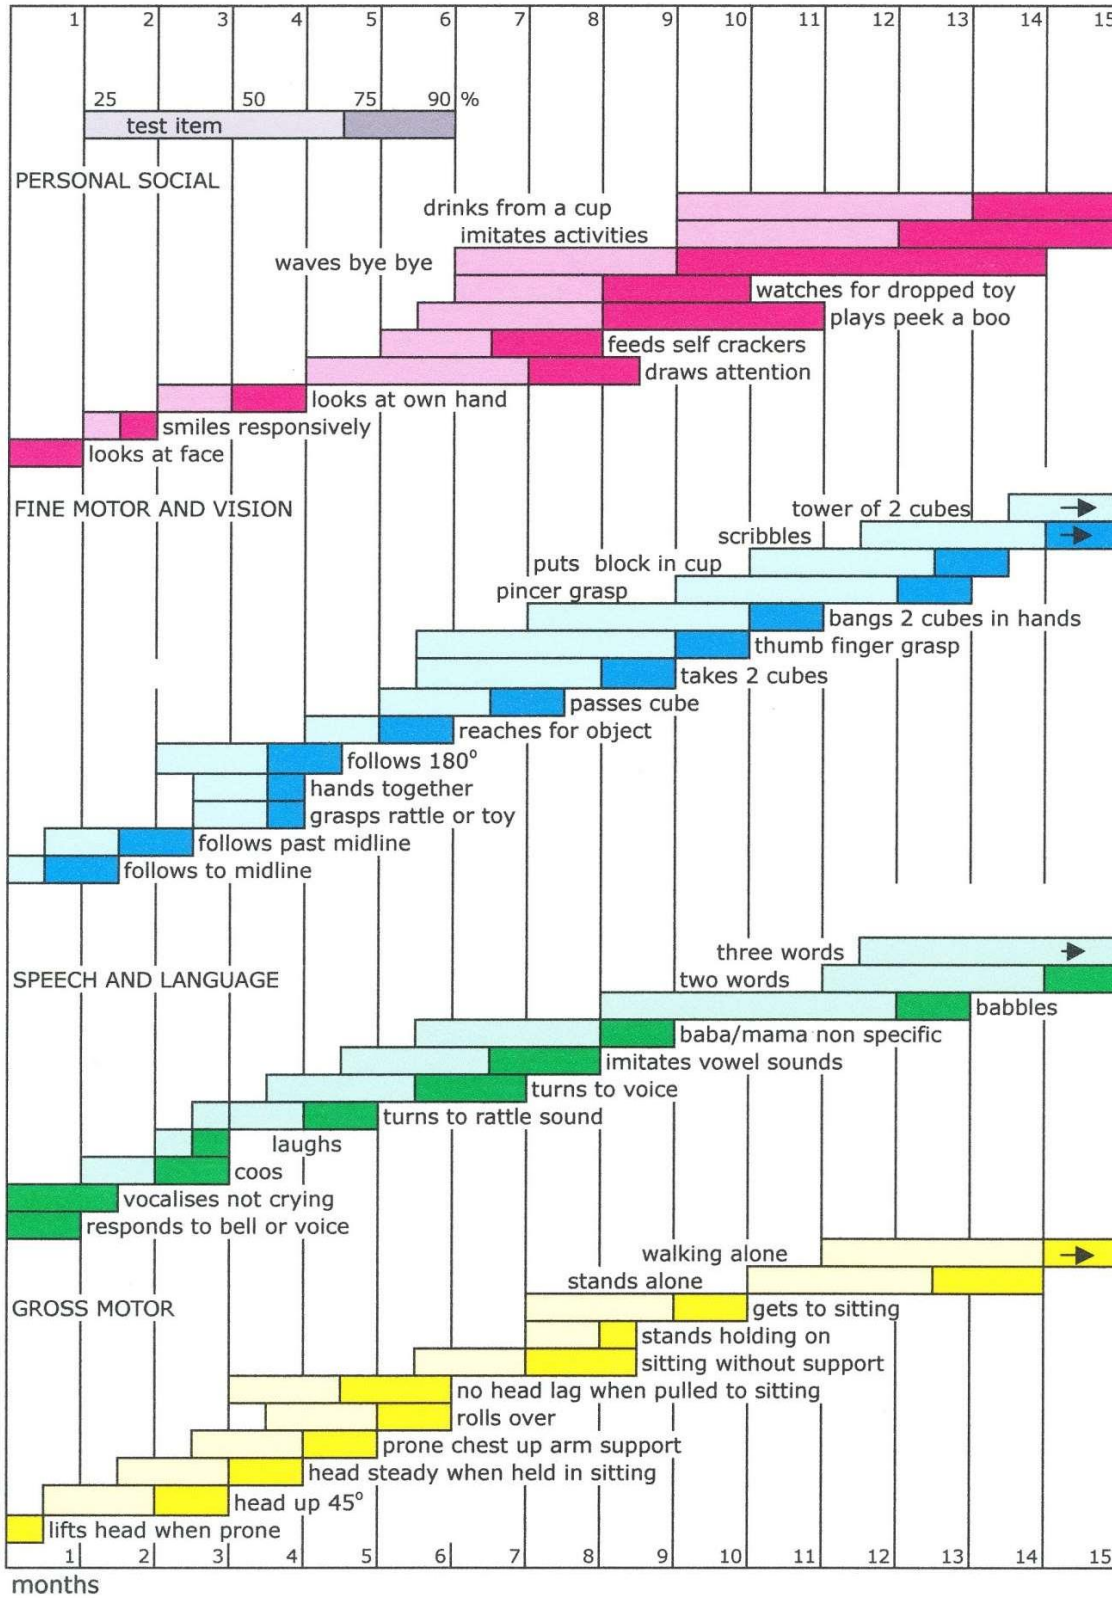 1 2 3 4 5 6 7 8 9 10 11 12 13 14 15
25 50 75 90 %
test item
PERSONAL SOCIAL
drinks from a cup
imitates activities
waves bye bye
watches for dropped toy
plays peek a boo
feeds self crackers
draws attention
looks at own hand
smiles responsively
looks at face
FINE MOTOR AND VISION
tower of 2 cubes
scribbles
puts block in cup
pincer grasp
bangs 2 cubes in hands
thumb finger grasp
takes 2 cubes
passes cube
reaches for object
follows 180°
hands together
grasps rattle or toy
follows past midline
follows to midline
three words
SPEECH AND LANGUAGE
two words
babbles
baba/mama non specific
imitates vowel sounds
turns to voice
turns to rattle sound
laughs
coos
vocalises not crying
responds to bell or voice
walking alone
stands alone
GROSS MOTOR
gets to sitting
stands holding on
sitting without support
no head lag when pulled to sitting
rolls over
prone chest up arm support
head steady when held in sitting
head up 45°
lifts head when prone
1 2 3 4 5 6 7 8 9 10 11 12 13 14 15
months